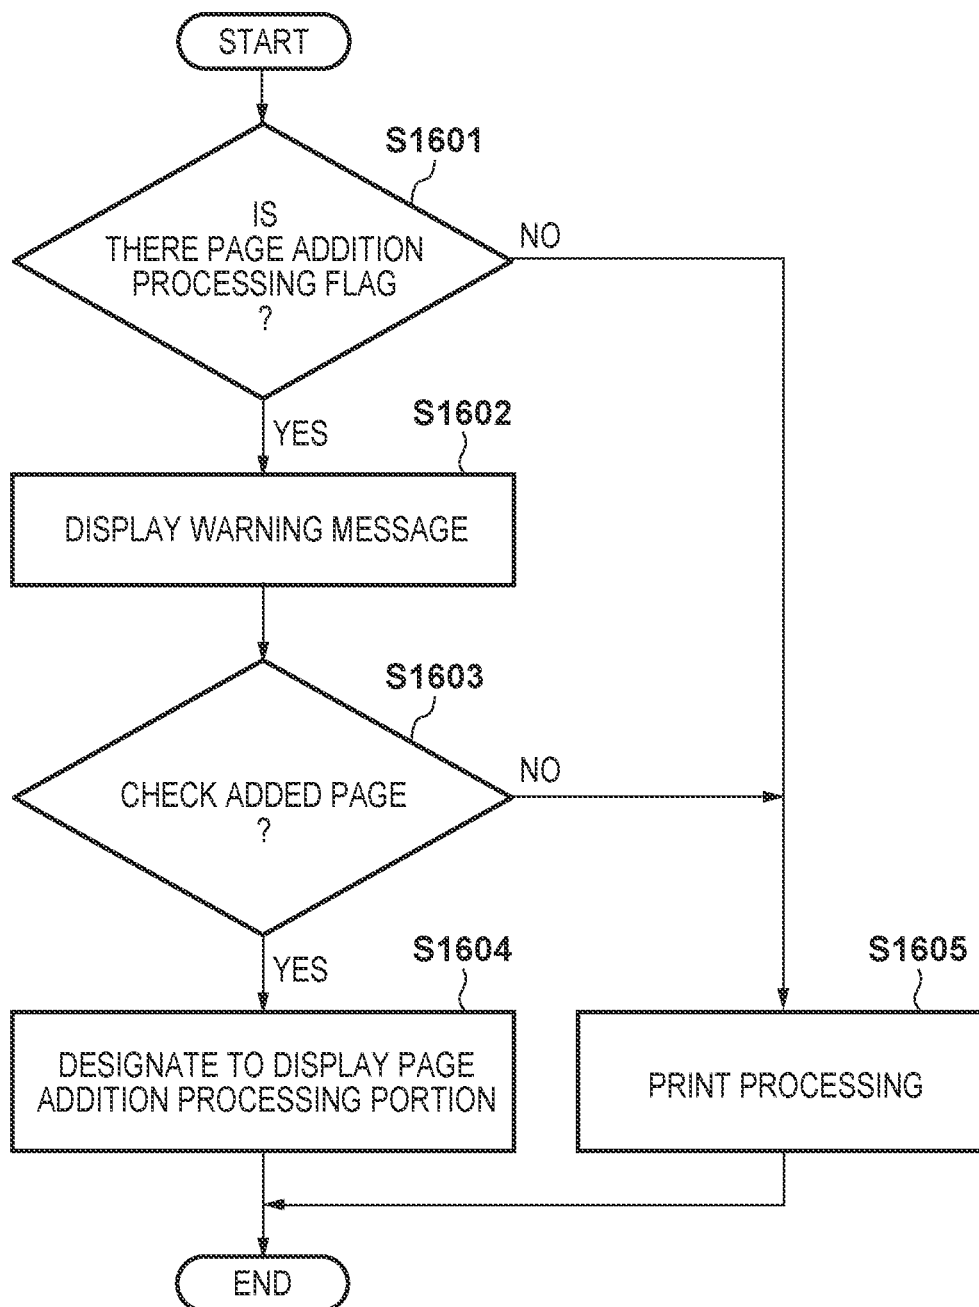 START
S1601
IS
THERE PAGE ADDITION
PROCESSING FLAG
?
NO
YES
S1602
DISPLAY WARNING MESSAGE
S1603
CHECK ADDED PAGE
?
NO
YES
S1604
DESIGNATE TO DISPLAY PAGE
ADDITION PROCESSING PORTION
S1605
PRINT PROCESSING
END